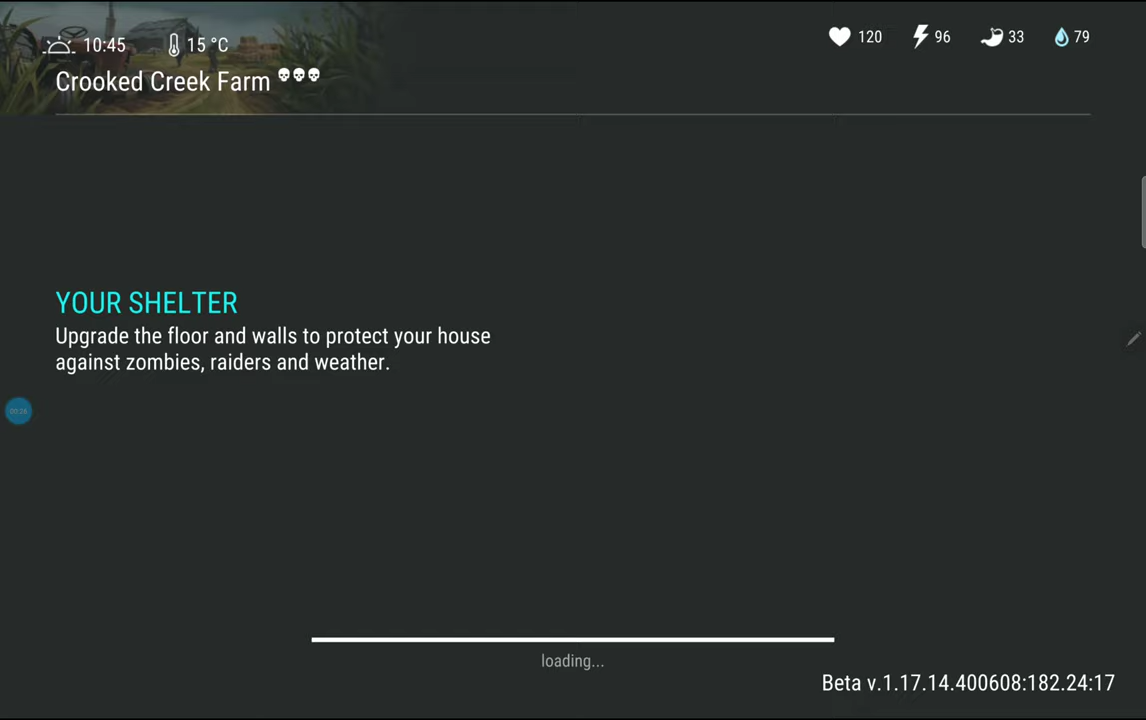 10:45 15 °C 120 96 33 79
Crooked Creek Farm
YOUR SHELTER
Upgrade the floor and walls to protect your house
against zombies, raiders and weather.
loading...
Beta v.1.17.14.400608:182.24:17